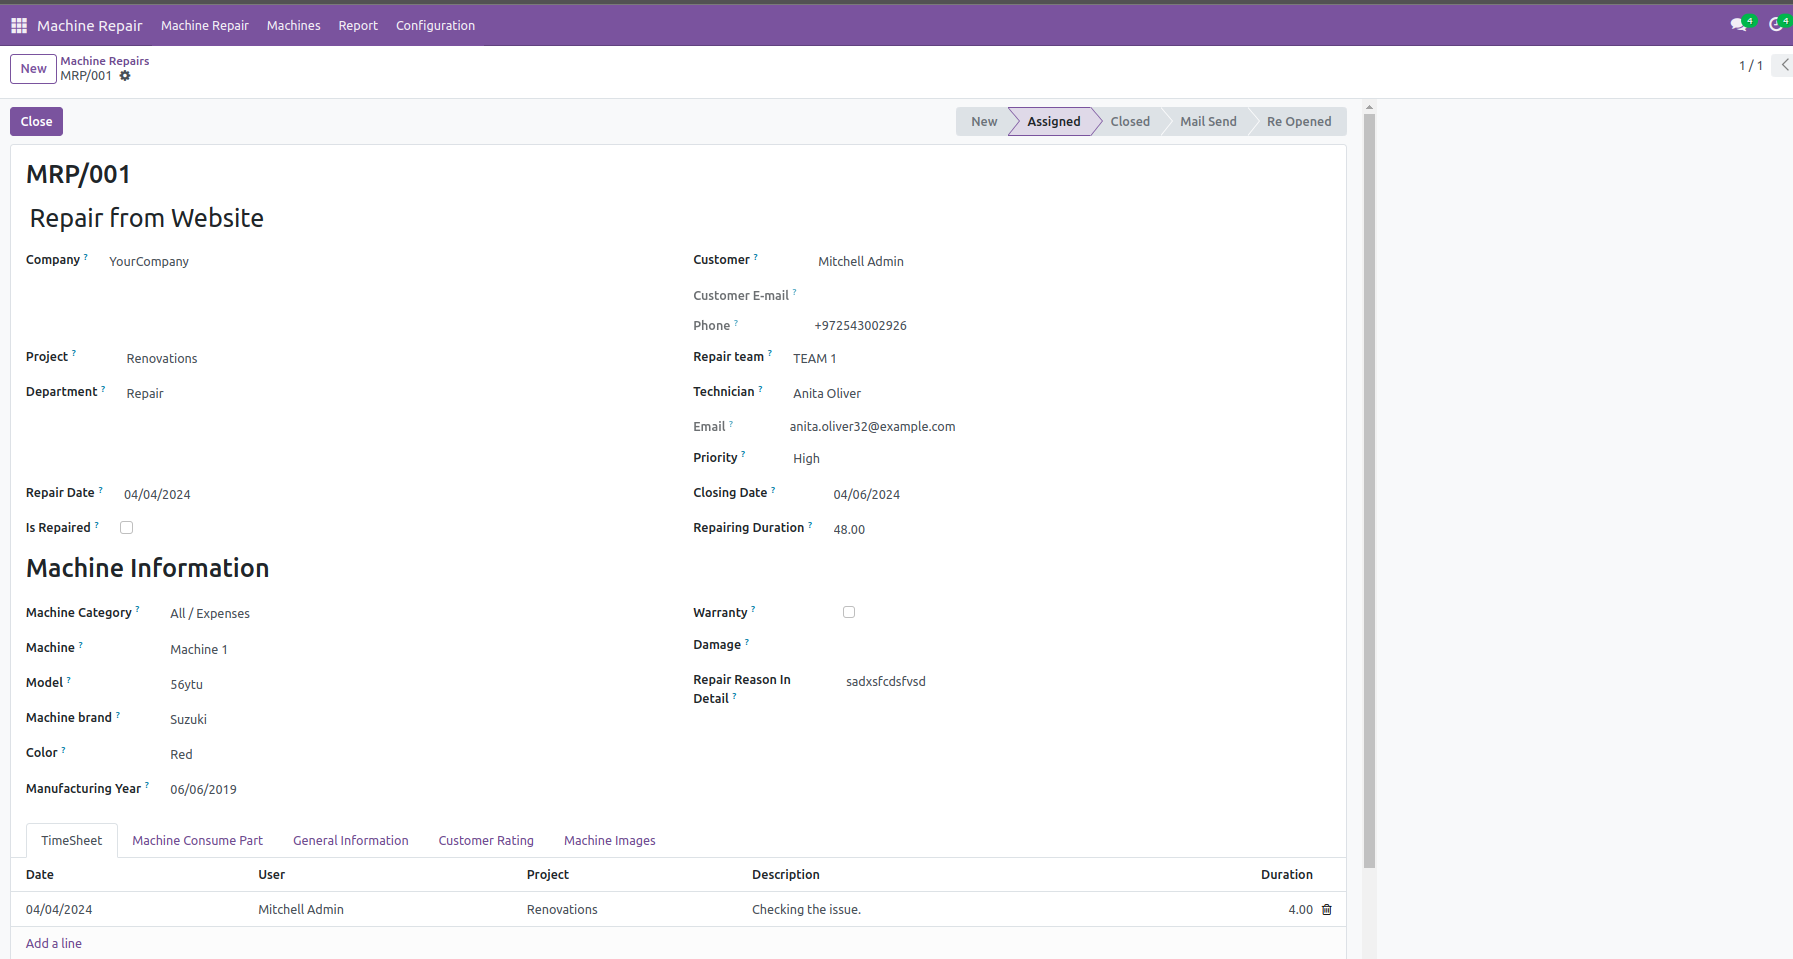 Machine Repair Machine Repair Machines Report Configuration 4 4
New Machine Repairs
MRP/001 1 / 1
Close New Assigned Closed Mail Send Re Opened
MRP/001
Repair from Website
Company ? YourCompany Customer ? Mitchell Admin
Customer E-mail ?
Phone ? +972543002926
Project ? Renovations Repair team ? TEAM 1
Department ? Repair Technician ? Anita Oliver
Email ? anita.oliver32@example.com
Priority ? High
Repair Date ? 04/04/2024 Closing Date ? 04/06/2024
Is Repaired ? Repairing Duration ? 48.00
Machine Information
Machine Category ? All / Expenses Warranty ?
Machine ? Machine 1 Damage ?
Model ? 56ytu Repair Reason In sadxsfcdsfvsd
Detail ?
Machine brand ? Suzuki
Color ? Red
Manufacturing Year ? 06/06/2019
TimeSheet Machine Consume Part General Information Customer Rating Machine Images
Date User Project Description Duration
04/04/2024 Mitchell Admin Renovations Checking the issue. 4.00
Add a line